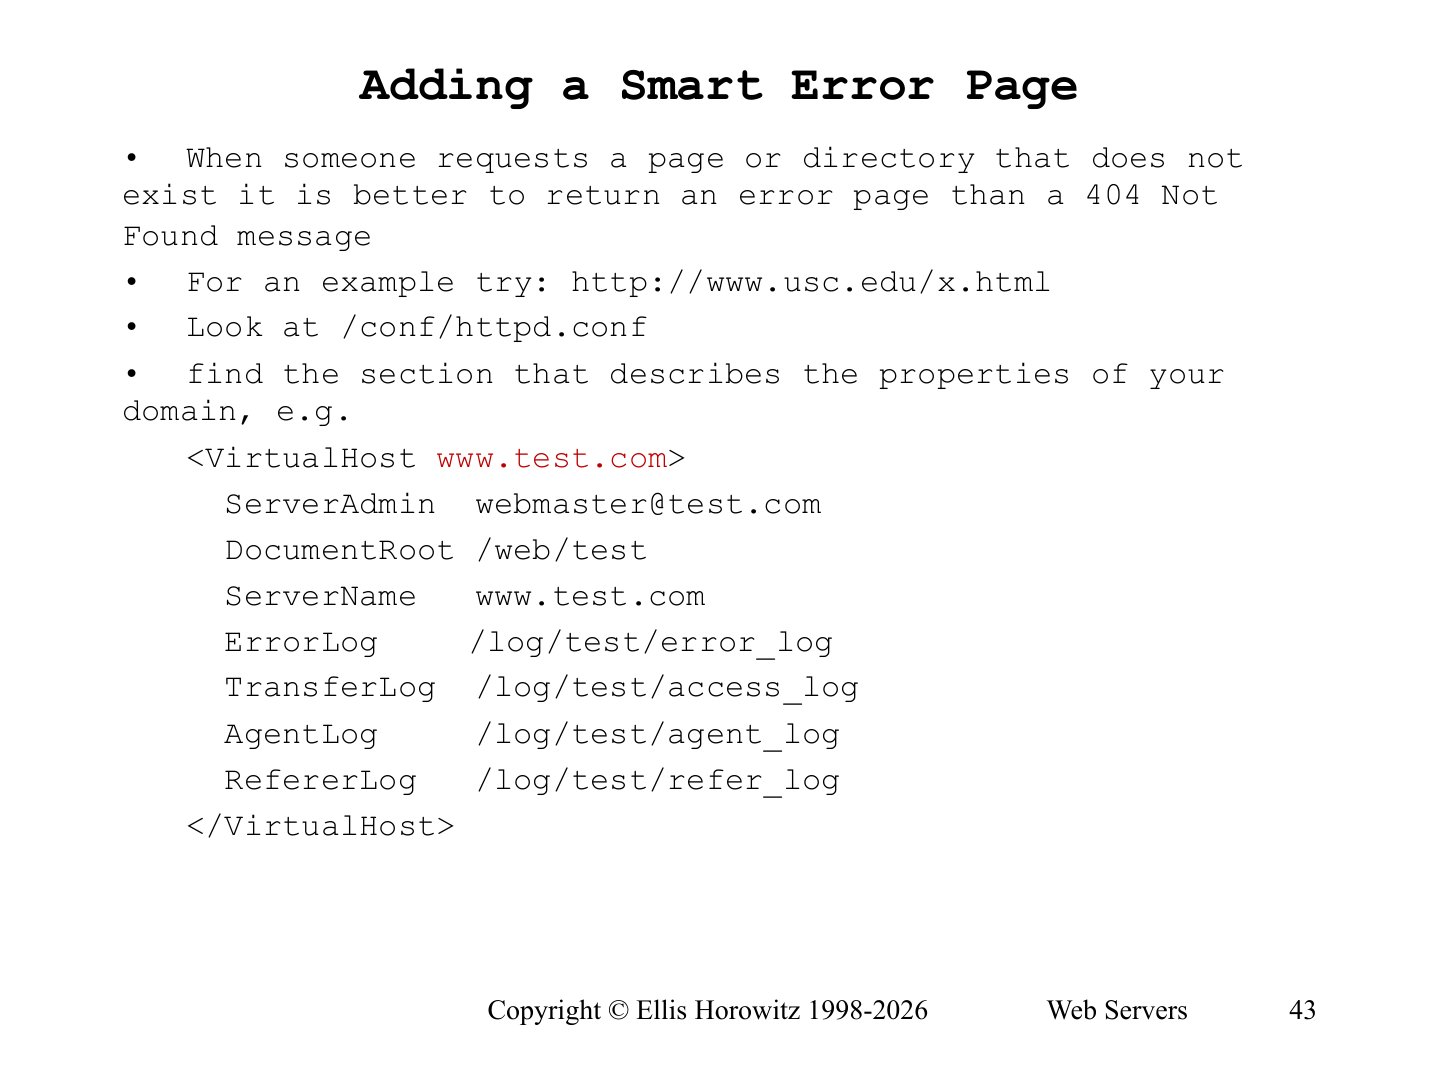 Adding a Smart Error Page
• When someone requests a page or directory that does not
exist it is better to return an error page than a 404 Not
Found message
• For an example try: http://www.usc.edu/x.html
• Look at /conf/httpd.conf
• find the section that describes the properties of your
domain, e.g.
<VirtualHost www.test.com>
ServerAdmin webmaster@test.com
DocumentRoot /web/test
ServerName www.test.com
ErrorLog /log/test/error_log
TransferLog /log/test/access_log
AgentLog /log/test/agent_log
RefererLog /log/test/refer_log
</VirtualHost>
Copyright © Ellis Horowitz 1998-2026 Web Servers 43